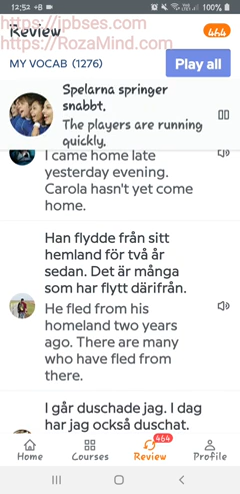 12:52 +B
100%
https://jpbses.com
https://RozaMind.com
Review
464
MY VOCAB (1276)
Play all
Spelarna springer
snabbt.
The players are running
quickly.
I came home late
yesterday evening.
Carola hasn't yet come
home.
Han flydde från sitt
hemland för två år
sedan. Det är många
som har flytt därifrån.
He fled from his
homeland two years
ago. There are many
who have fled from
there.
I går duschade jag. I dag
har jag också duschat.
464
Home
Courses
Review
Profile